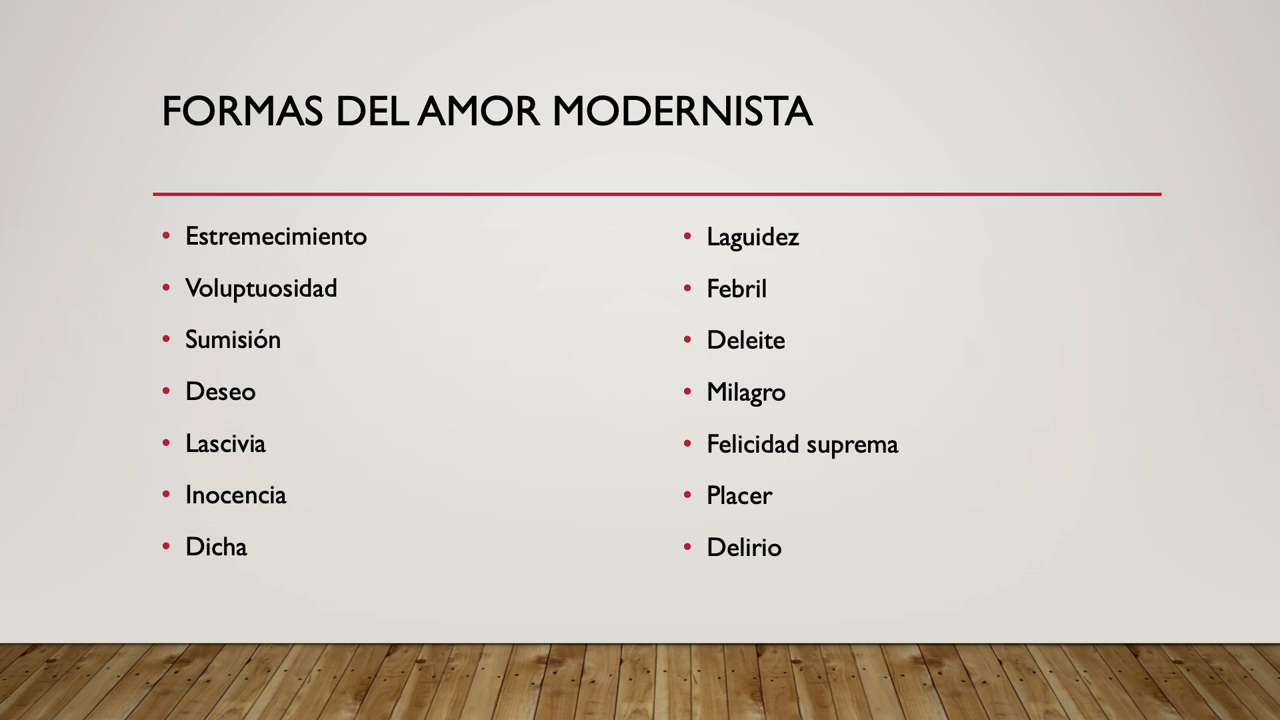 FORMAS DEL AMOR MODERNISTA
• Estremecimiento
• Voluptuosidad
• Sumisión
• Deseo
• Lascivia
• Inocencia
• Dicha
• Laguidez
• Febril
• Deleite
• Milagro
• Felicidad suprema
• Placer
• Delirio